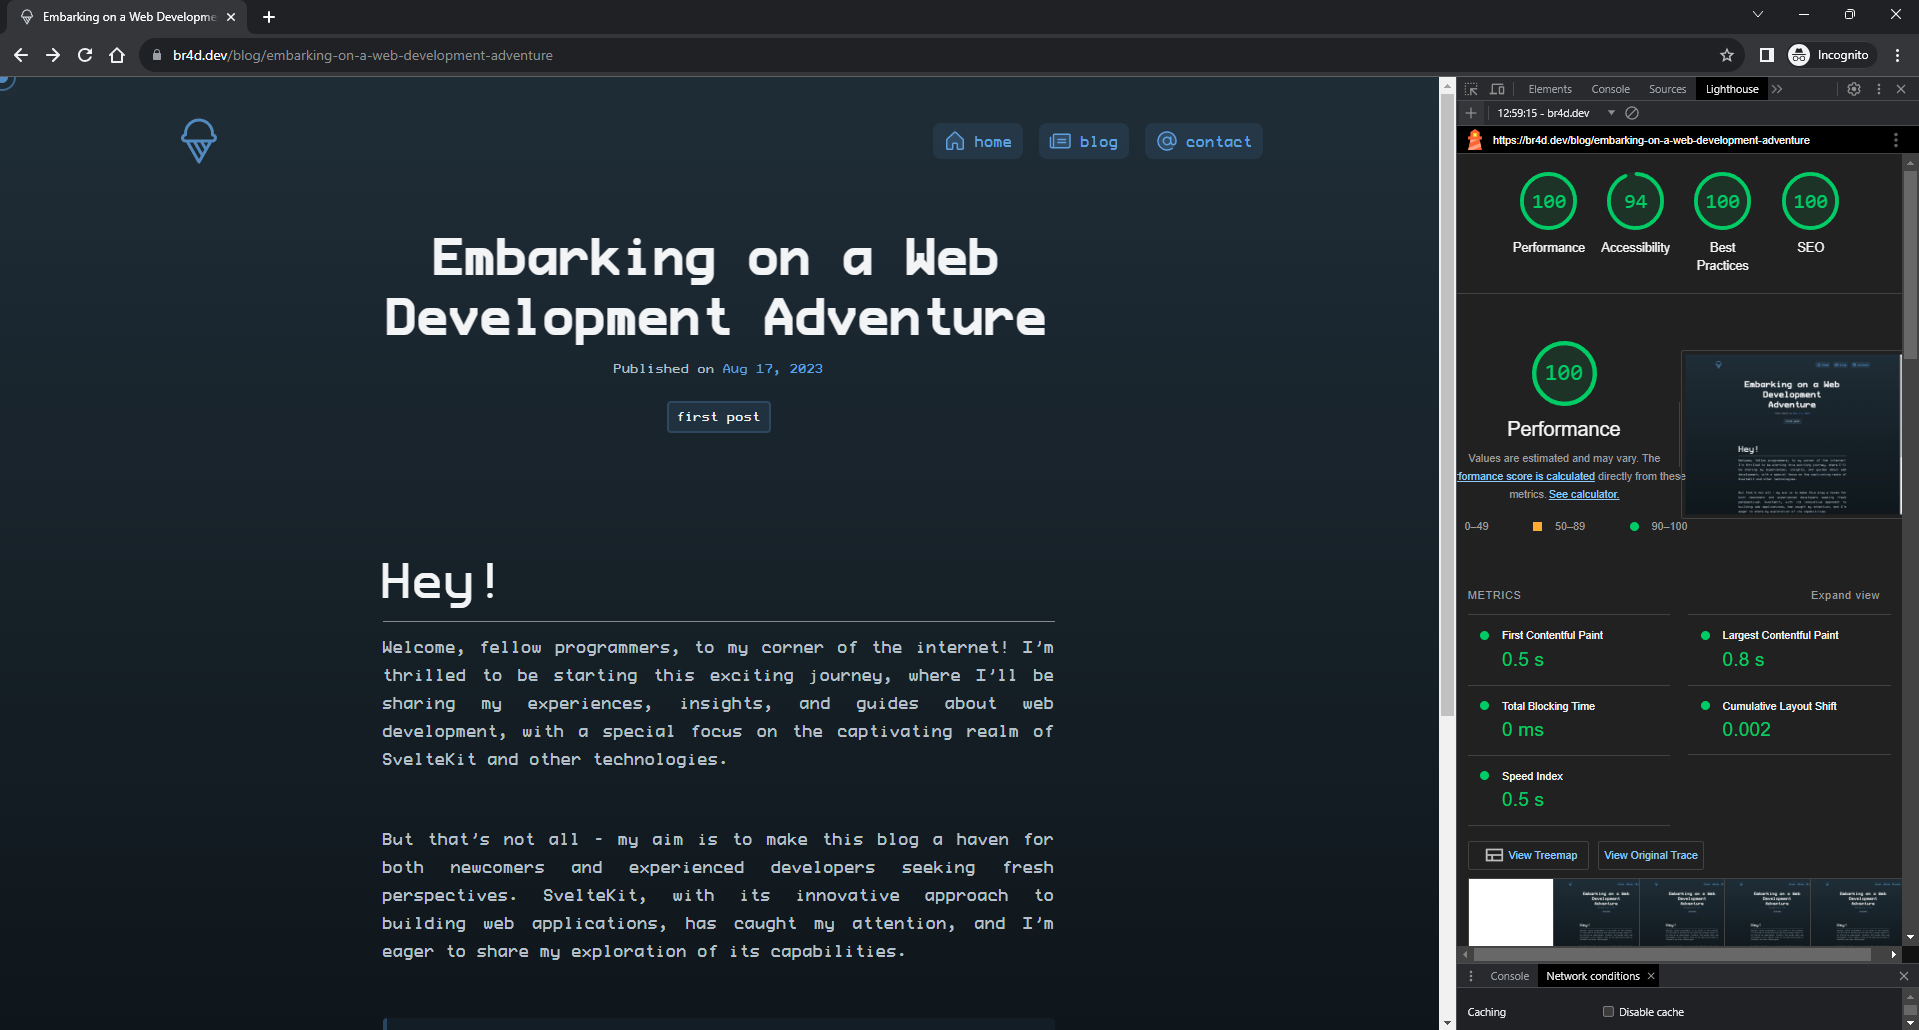 Embarking on a Web Developme
br4d.dev/blog/embarking-on-a-web-development-adventure
Incognito
home
blog
contact
Embarking on a Web
Development Adventure
Published on Aug 17, 2023
first post
Hey!
Welcome, fellow programmers, to my corner of the internet! I'm
thrilled to be starting this exciting journey, where I'll be
sharing my experiences, insights, and guides about web
development, with a special focus on the captivating realm of
SvelteKit and other technologies.
But that's not all - my aim is to make this blog a haven for
both newcomers and experienced developers seeking fresh
perspectives. SvelteKit, with its innovative approach to
building web applications, has caught my attention, and I'm
eager to share my exploration of its capabilities.
Elements
Console
Sources
Lighthouse
12:59:15 - br4d.dev
https://br4d.dev/blog/embarking-on-a-web-development-adventure
100
94
100
100
Performance
Accessibility
Best
Practices
SEO
100
Performance
Values are estimated and may vary. The
formance score is calculated directly from these
metrics. See calculator.
0–49
50–89
90–100
Embarking on a Web
Development
Adventure
Hey!
METRICS
Expand view
First Contentful Paint
0.5 s
Largest Contentful Paint
0.8 s
Total Blocking Time
0 ms
Cumulative Layout Shift
0.002
Speed Index
0.5 s
View Treemap
View Original Trace
Console
Network conditions
Caching
Disable cache